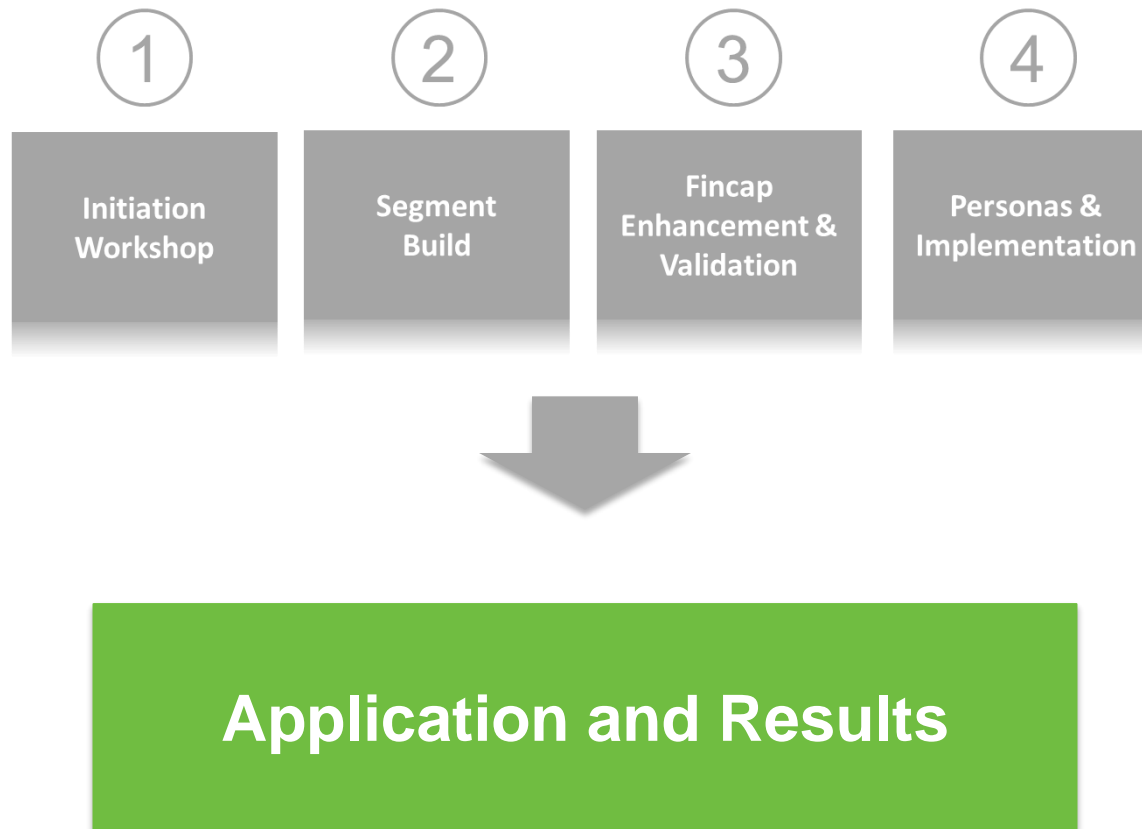 1
Initiation
Workshop
2
Segment
Build
3
Fincap
Enhancement &
Validation
4
Personas &
Implementation
Application and Results